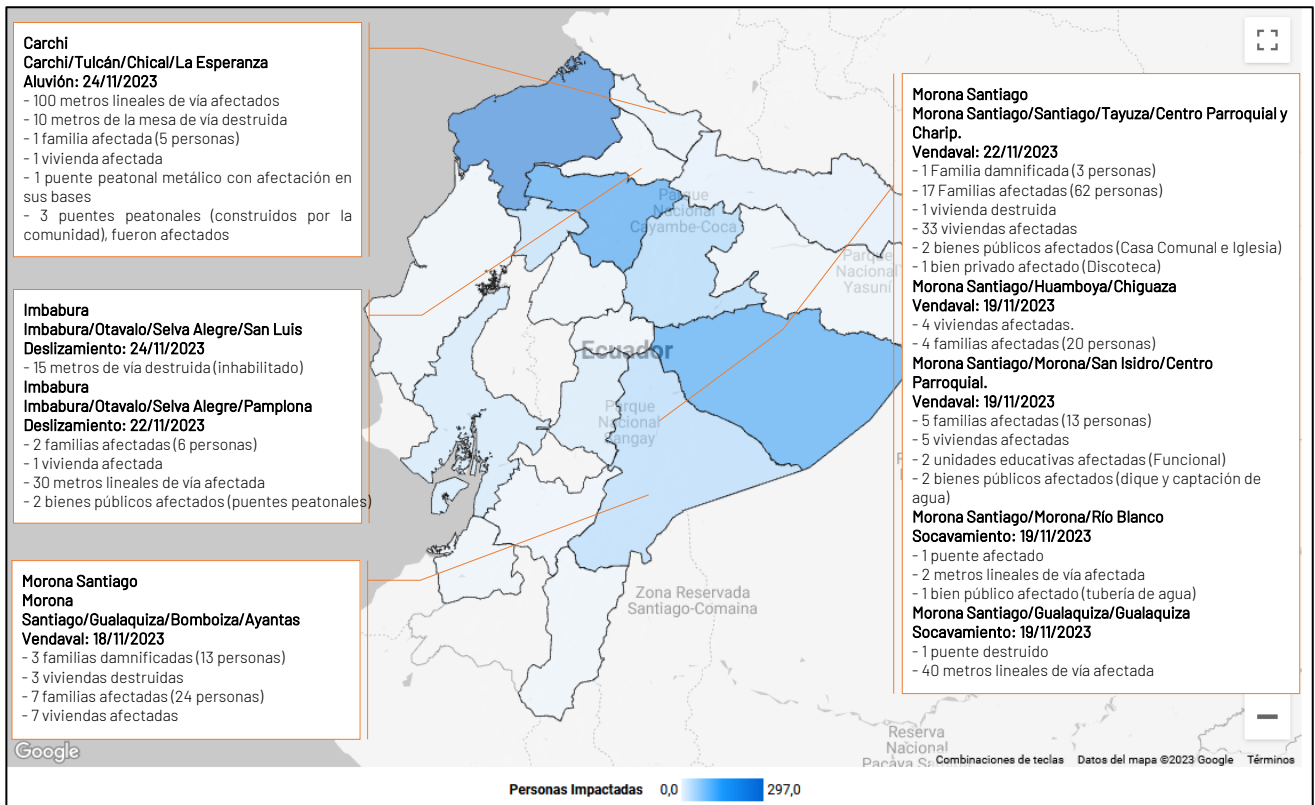 Carchi
Carchi/Tulcán/Chical/La Esperanza
Aluvión: 24/11/2023
- 100 metros lineales de vía afectados
- 10 metros de la mesa de vía destruida
- 1 familia afectada (5 personas)
- 1 vivienda afectada
- 1 puente peatonal metálico con afectación en
sus bases
- 3 puentes peatonales (construidos por la
comunidad), fueron afectados
Imbabura
Imbabura/Otavalo/Selva Alegre/San Luis
Deslizamiento: 24/11/2023
- 15 metros de vía destruida (inhabilitado)
Imbabura
Imbabura/Otavalo/Selva Alegre/Pamplona
Deslizamiento: 22/11/2023
- 2 familias afectadas (6 personas)
- 1 vivienda afectada
- 30 metros lineales de vía afectada
- 2 bienes públicos afectados (puentes peatonales)
Morona Santiago
Morona
Santiago/Gualaquiza/Bomboiza/Ayantas
Vendaval: 18/11/2023
- 3 familias damnificadas (13 personas)
- 3 viviendas destruidas
- 7 familias afectadas (24 personas)
- 7 viviendas afectadas
Parque
Nacional
Cayambe-Coca
Parque
Nacional
Yasuní
Ecuador
Parque
Nacional
Sangay
Zona Reservada
Santiago-Comaina
Reserva
Nacional
Morona Santiago
Morona Santiago/Santiago/Tayuza/Centro Parroquial y
Charip.
Vendaval: 22/11/2023
- 1 Familia damnificada (3 personas)
- 17 Familias afectadas (62 personas)
- 1 vivienda destruida
- 33 viviendas afectadas
- 2 bienes públicos afectados (Casa Comunal e Iglesia)
- 1 bien privado afectado (Discoteca)
Morona Santiago/Huamboya/Chiguaza
Vendaval: 19/11/2023
- 4 viviendas afectadas.
- 4 familias afectadas (20 personas)
Morona Santiago/Morona/San Isidro/Centro
Parroquial.
Vendaval: 19/11/2023
- 5 familias afectadas (13 personas)
- 5 viviendas afectadas
- 2 unidades educativas afectadas (Funcional)
- 2 bienes públicos afectados (dique y captación de
agua)
Morona Santiago/Morona/Río Blanco
Socavamiento: 19/11/2023
- 1 puente afectado
- 2 metros lineales de vía afectada
- 1 bien público afectado (tubería de agua)
Morona Santiago/Gualaquiza/Gualaquiza
Socavamiento: 19/11/2023
- 1 puente destruido
- 40 metros lineales de vía afectada
Google
Pacaya
Combinaciones de teclas Datos del mapa ©2023 Google Términos
Personas Impactadas 0,0 297,0